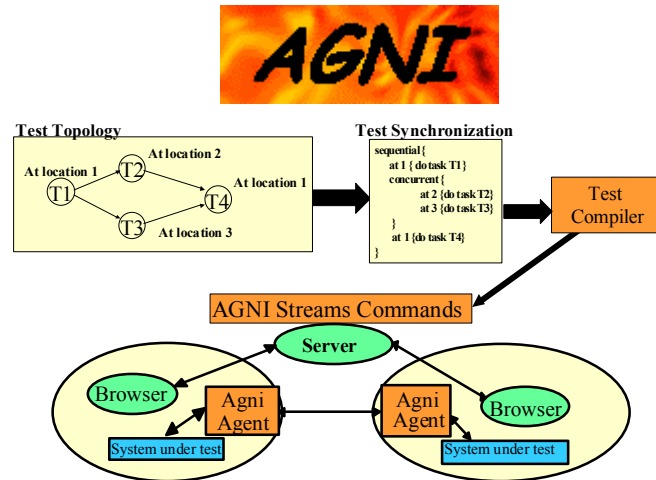 AGNI
Test Topology
At location 1
T1
T2
At location 2
T3
At location 3
T4
At location 1
Test Synchronization
sequential{
at 1 { do task T1}
concurrent{
at 2 {do task T2}
at 3 {do task T3}
}
at 1 {do task T4}
}
Test
Compiler
AGNI Streams Commands
Server
Browser
Agni
Agent
System under test
Agni
Agent
Browser
System under test